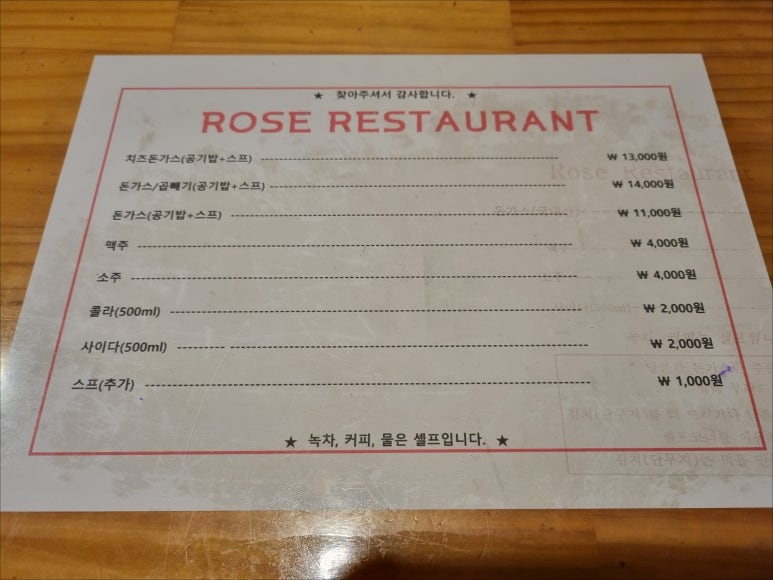 ★ 찾아주셔서 감사합니다. ★
ROSE RESTAURANT
치즈돈가스(공기밥+스프) ₩ 13,000원
돈가스/곱빼기(공기밥+스프) ₩ 14,000원
돈가스(공기밥+스프) ₩ 11,000원
맥주 ₩ 4,000원
소주 ₩ 4,000원
콜라(500ml) ₩ 2,000원
사이다(500ml) ₩ 2,000원
스프(추가) ₩ 1,000원
★ 녹차, 커피, 물은 셀프입니다. ★
Rose Restaurant